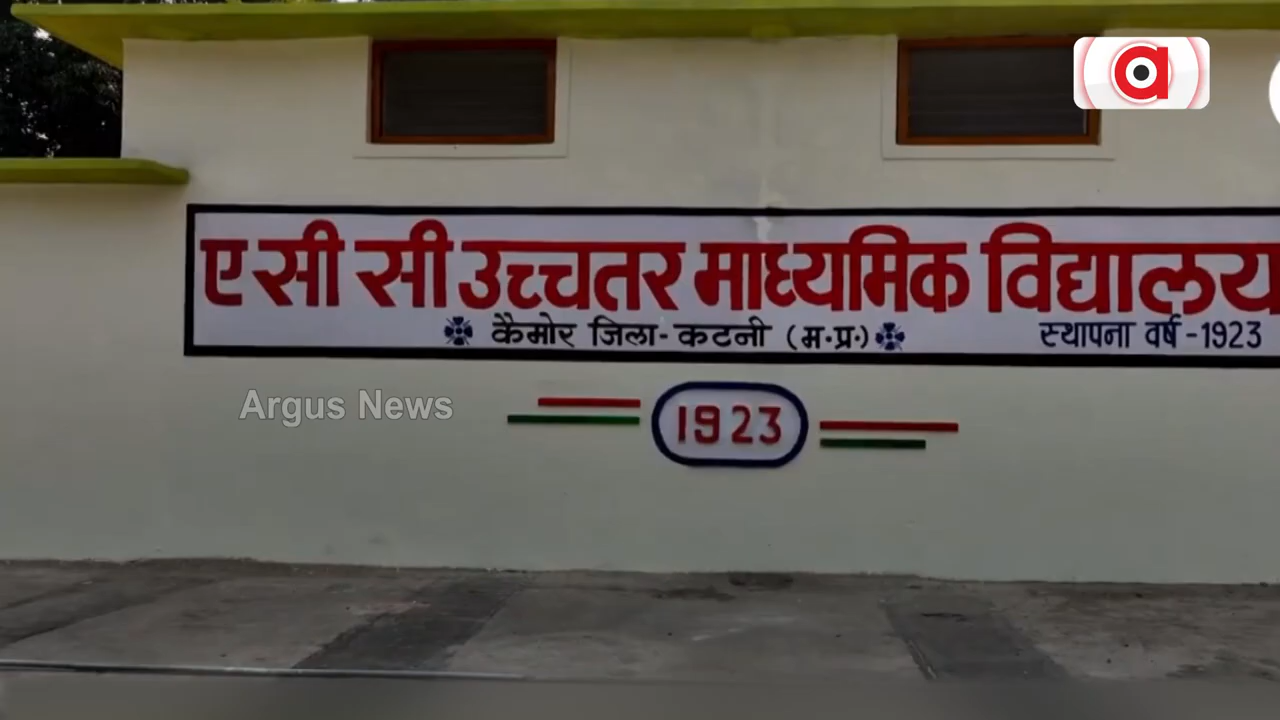 ए सी सी उच्चतर माध्यमिक विद्यालय
कैमोर जिला-कटनी (म.प्र.)
स्थापना वर्ष-1923
Argus News
1923